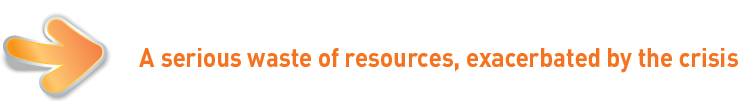 A serious waste of resources, exacerbated by the crisis